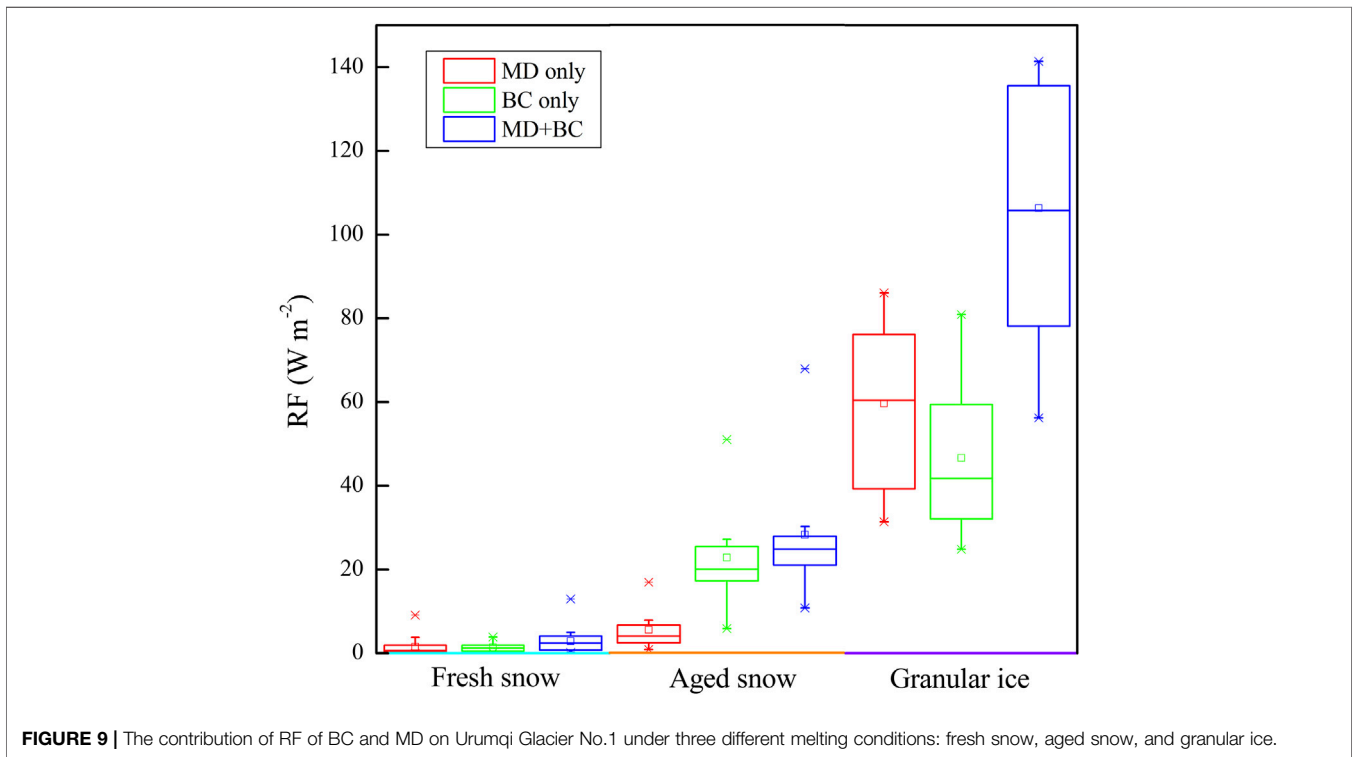 MD only
BC only
MD+BC
140
120
100
80
60
40
20
0
RF (W m-2)
Fresh snow
Aged snow
Granular ice
FIGURE 9 | The contribution of RF of BC and MD on Urumqi Glacier No.1 under three different melting conditions: fresh snow, aged snow, and granular ice.